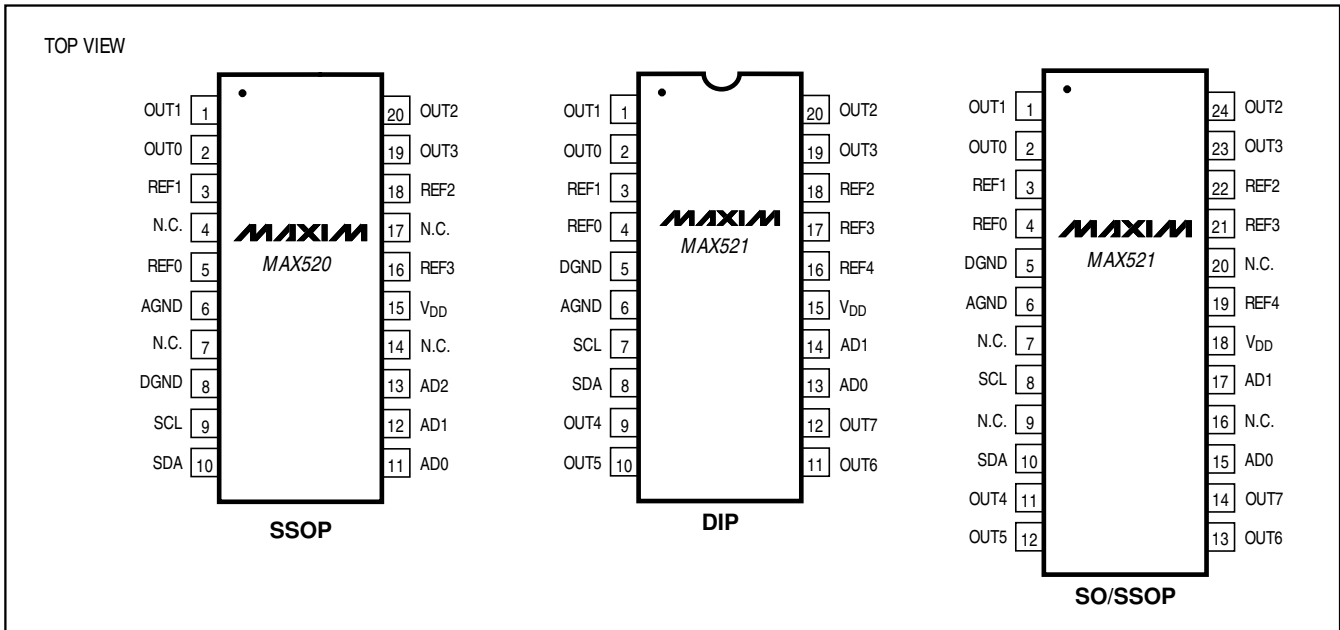 TOP VIEW
OUT1 1 20 OUT2
OUT0 2 19 OUT3
REF1 3 18 REF2
N.C. 4 17 N.C.
REF0 5 16 REF3
AGND 6 15 VDD
N.C. 7 14 N.C.
DGND 8 13 AD2
SCL 9 12 AD1
SDA 10 11 AD0
MAXIM
MAX520
SSOP
OUT1 1 20 OUT2
OUT0 2 19 OUT3
REF1 3 18 REF2
REF0 4 17 REF3
DGND 5 16 REF4
AGND 6 15 VDD
SCL 7 14 AD1
SDA 8 13 AD0
OUT4 9 12 OUT7
OUT5 10 11 OUT6
MAXIM
MAX521
DIP
OUT1 1 24 OUT2
OUT0 2 23 OUT3
REF1 3 22 REF2
REF0 4 21 REF3
DGND 5 20 N.C.
AGND 6 19 REF4
N.C. 7 18 VDD
SCL 8 17 AD1
N.C. 9 16 N.C.
SDA 10 15 AD0
OUT4 11 14 OUT7
OUT5 12 13 OUT6
MAXIM
MAX521
SO/SSOP